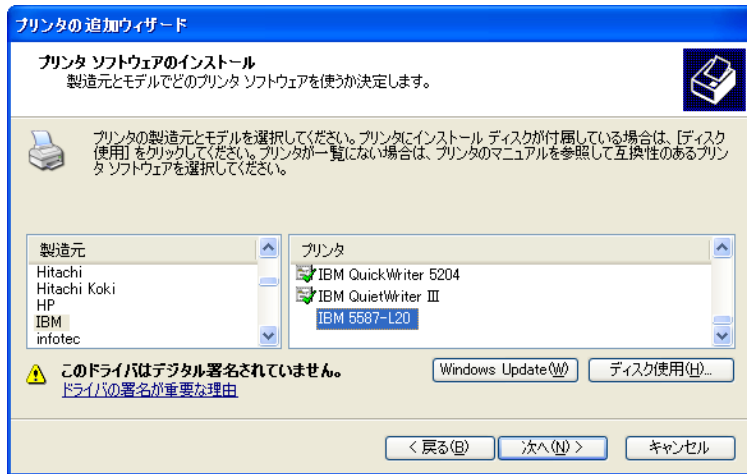 プリンタの追加ウィザード
プリンタ ソフトウェアのインストール
製造元とモデルでどのプリンタ ソフトウェアを使うか決定します。
プリンタの製造元とモデルを選択してください。プリンタにインストール ディスクが付属している場合は、[ディスク
使用] をクリックしてください。プリンタが一覧にない場合は、プリンタのマニュアルを参照して互換性のあるプリン
タ ソフトウェアを選択してください。
製造元
Hitachi
Hitachi Koki
HP
IBM
infotec
プリンタ
IBM QuickWriter 5204
IBM QuietWriter III
IBM 5587-L20
このドライバはデジタル署名されていません。
ドライバの署名が重要な理由
Windows Update(W)
ディスク使用(H)...
< 戻る(B)
次へ(N) >
キャンセル